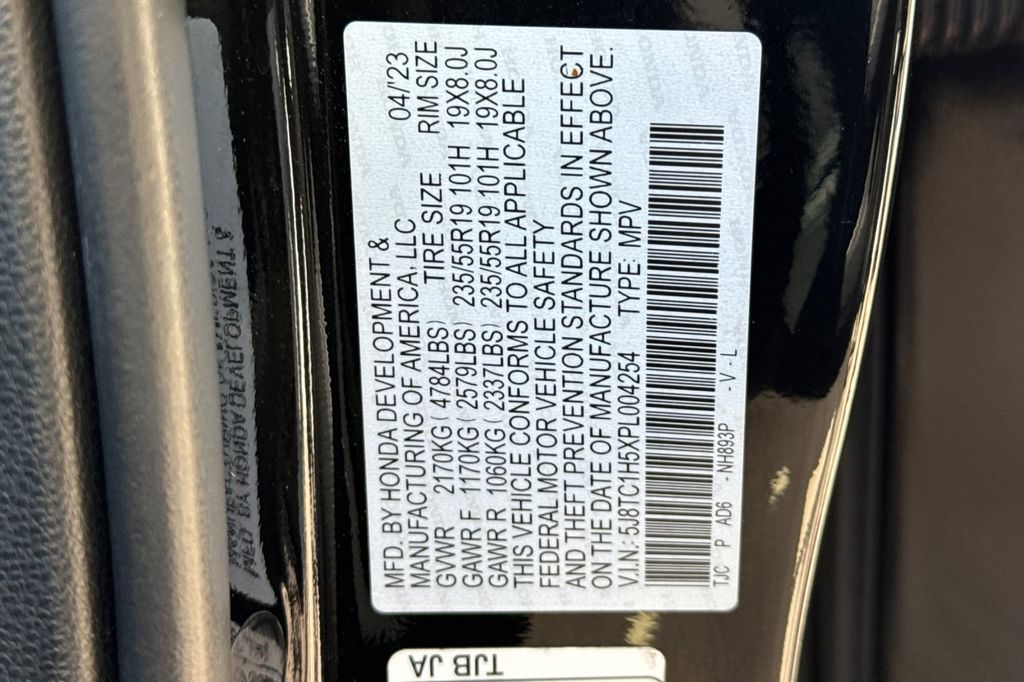 MFD. BY HONDA DEVELOPMENT &
MANUFACTURING OF AMERICA, LLC 04/23
GVWR 2170KG ( 4784LBS) TIRE SIZE RIM SIZE
GAWR F 1170KG ( 2579LBS) 235/55R19 101H 19X8.0J
GAWR R 1060KG ( 2337LBS) 235/55R19 101H 19X8.0J
THIS VEHICLE CONFORMS TO ALL APPLICABLE
FEDERAL MOTOR VEHICLE SAFETY
AND THEFT PREVENTION STANDARDS IN EFFECT
ON THE DATE OF MANUFACTURE SHOWN ABOVE.
V.I.N.: 5J8TC1H5XPL004254 TYPE: MPV
TJC P AD6 -NH893P -V-L
TJB JA